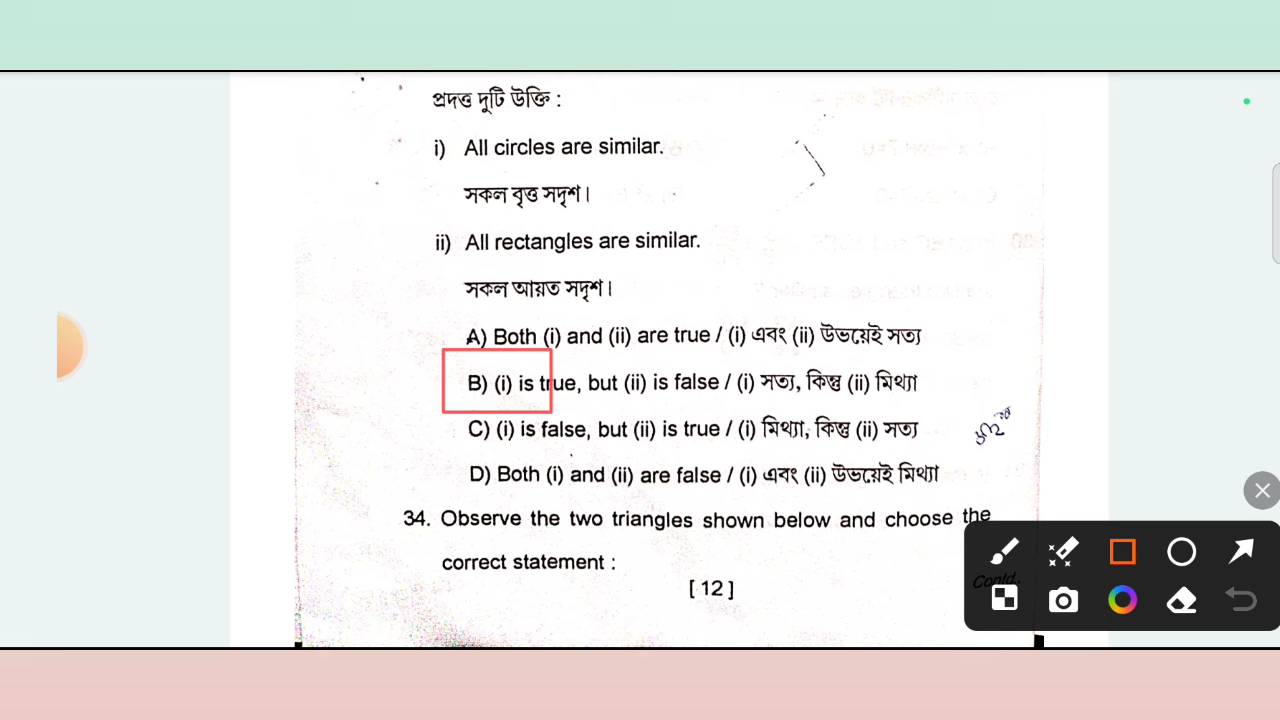 প্রদত্ত দুটি উক্তি :
i) All circles are similar.
সকল বৃত্ত সদৃশ।
ii) All rectangles are similar.
সকল আয়ত সদৃশ।
A) Both (i) and (ii) are true / (i) এবং (ii) উভয়েই সত্য
B) (i) is true, but (ii) is false / (i) সত্য, কিন্তু (ii) মিথ্যা
C) (i) is false, but (ii) is true / (i) মিথ্যা, কিন্তু (ii) সত্য
D) Both (i) and (ii) are false / (i) এবং (ii) উভয়েই মিথ্যা
34. Observe the two triangles shown below and choose the
correct statement :
[ 12 ]
Contd.